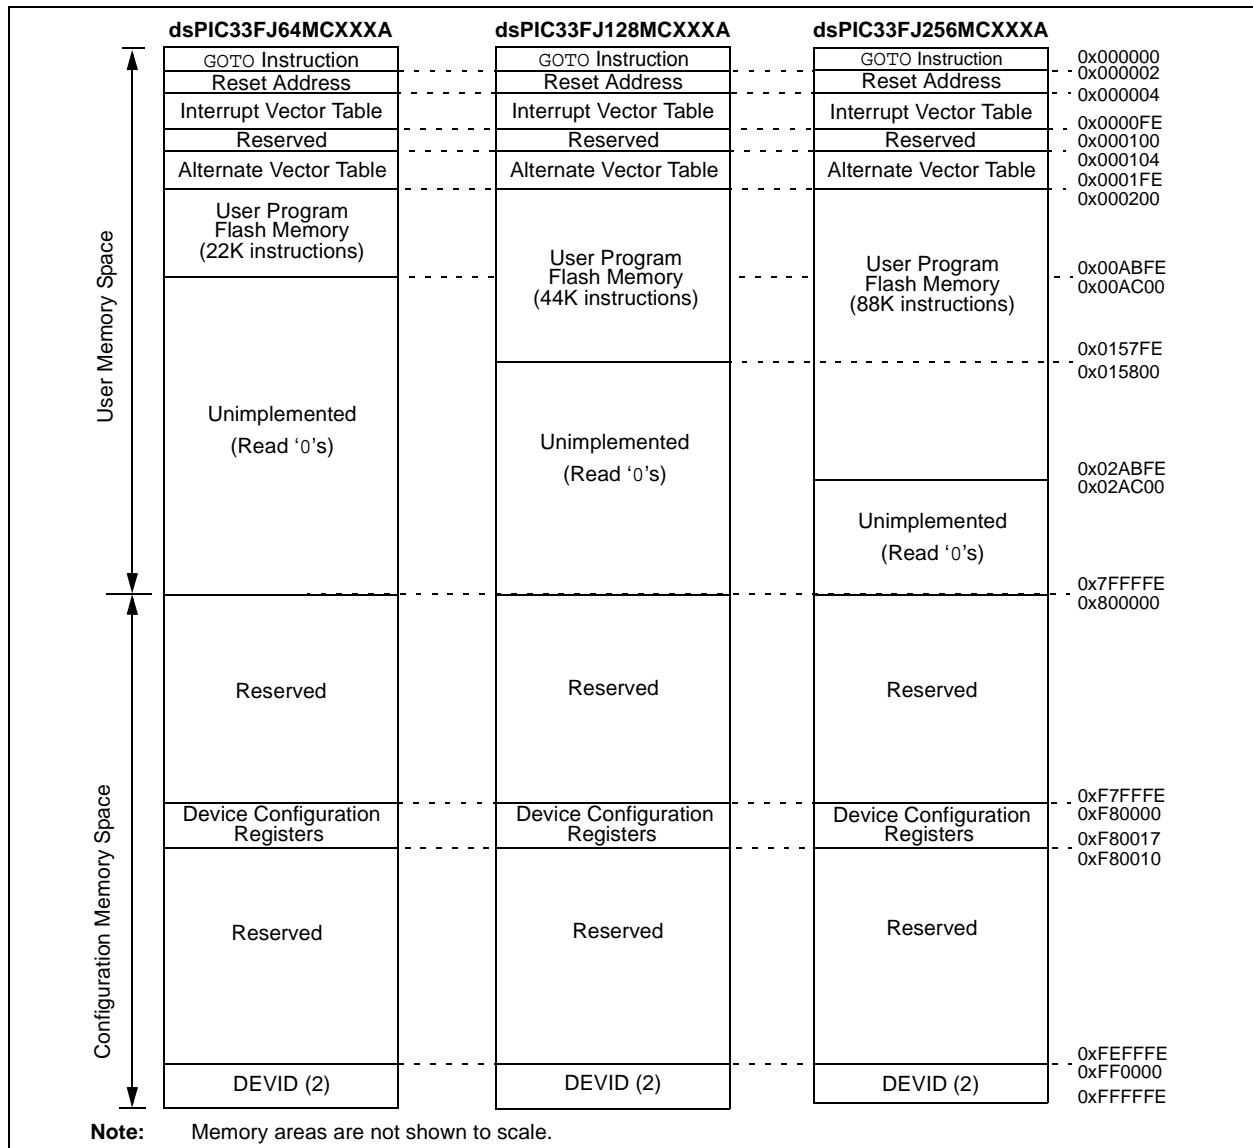 dsPIC33FJ64MCXXXA
dsPIC33FJ128MCXXXA
dsPIC33FJ256MCXXXA
User Memory Space
Configuration Memory Space
GOTO Instruction
Reset Address
Interrupt Vector Table
Reserved
Alternate Vector Table
User Program
Flash Memory
(22K instructions)
Unimplemented
(Read ‘0’s)
Reserved
Device Configuration
Registers
Reserved
DEVID (2)
GOTO Instruction
Reset Address
Interrupt Vector Table
Reserved
Alternate Vector Table
User Program
Flash Memory
(44K instructions)
Unimplemented
(Read ‘0’s)
Reserved
Device Configuration
Registers
Reserved
DEVID (2)
GOTO Instruction
Reset Address
Interrupt Vector Table
Reserved
Alternate Vector Table
User Program
Flash Memory
(88K instructions)
Unimplemented
(Read ‘0’s)
Reserved
Device Configuration
Registers
Reserved
DEVID (2)
0x000000
0x000002
0x000004
0x0000FE
0x000100
0x000104
0x0001FE
0x000200
0x00ABFE
0x00AC00
0x0157FE
0x015800
0x02ABFE
0x02AC00
0x7FFFFE
0x800000
0xF7FFFE
0xF80000
0xF80017
0xF80010
0xFEFFFE
0xFF0000
0xFFFFFE
Note: Memory areas are not shown to scale.